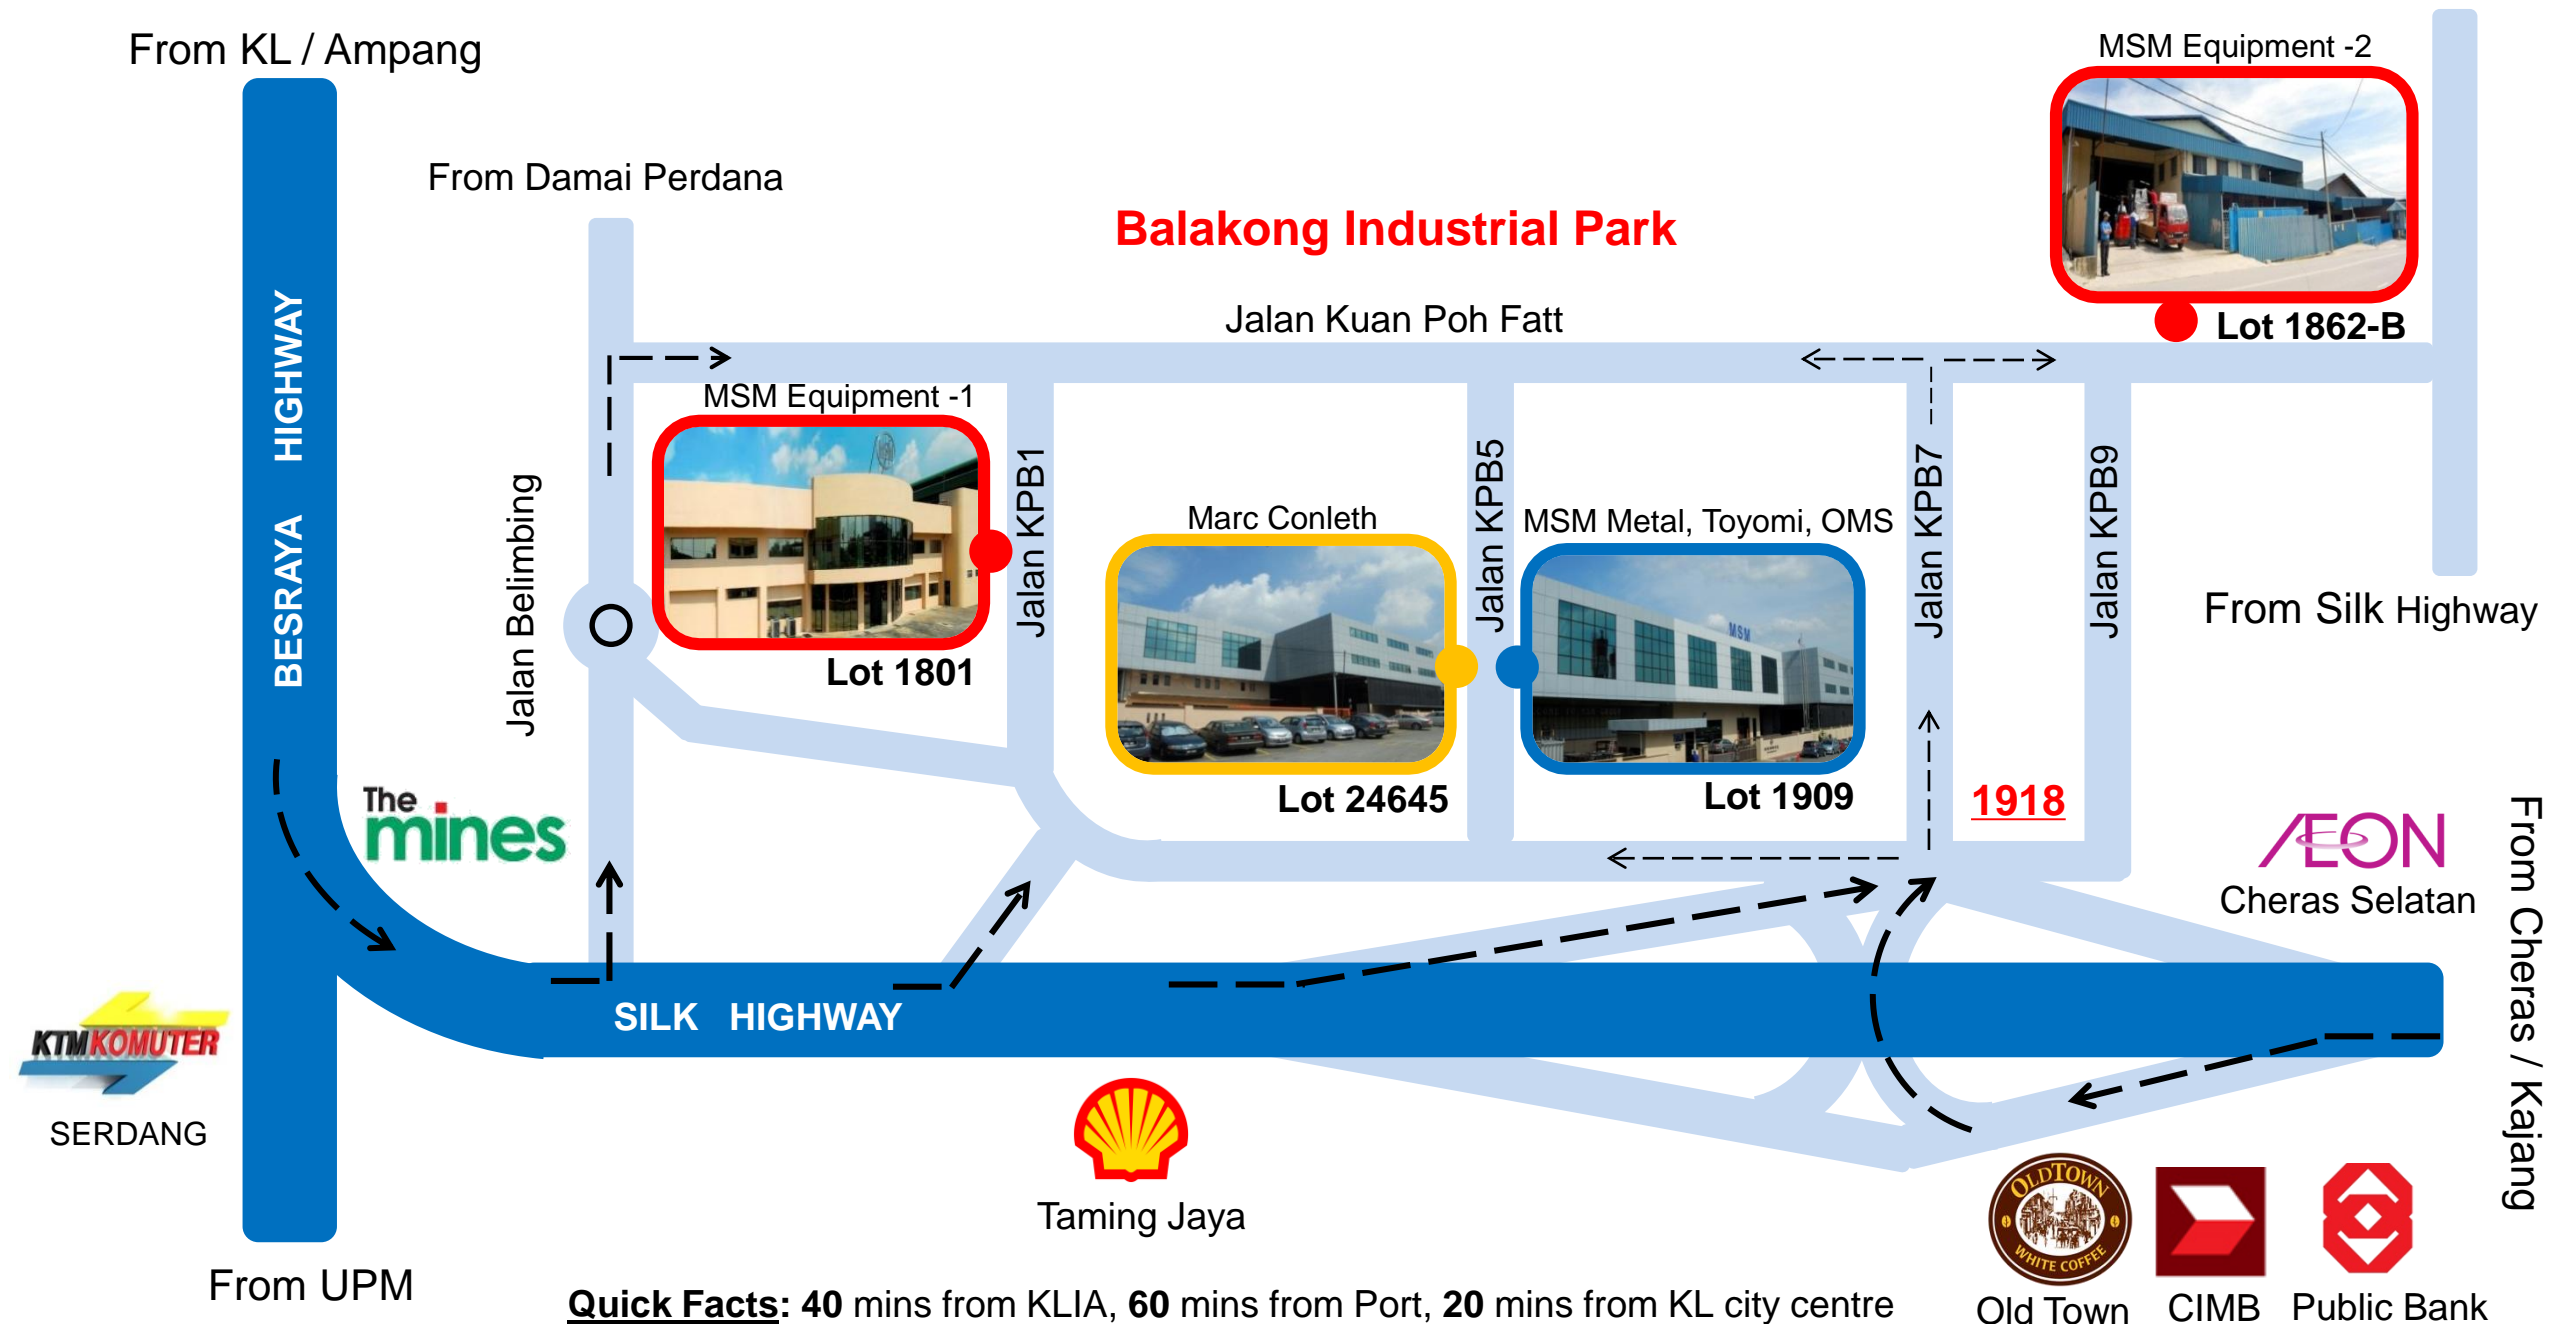 From KL / Ampang
MSM Equipment -2
From Damai Perdana
Balakong Industrial Park
Jalan Kuan Poh Fatt
Lot 1862-B
MSM Equipment -1
BESRAYA HIGHWAY
Jalan Belimbing
Jalan KPB1
Jalan KPB5
Jalan KPB7
Jalan KPB9
Marc Conleth
MSM Metal, Toyomi, OMS
MSM
From Silk Highway
Lot 1801
Lot 24645
Lot 1909
1918
The
mines
ÆON
Cheras Selatan
From Cheras / Kajang
SILK HIGHWAY
KTM KOMUTER
SERDANG
Taming Jaya
OLDTOWN
WHITE COFFEE
From UPM
Quick Facts: 40 mins from KLIA, 60 mins from Port, 20 mins from KL city centre
Old Town
CIMB
Public Bank